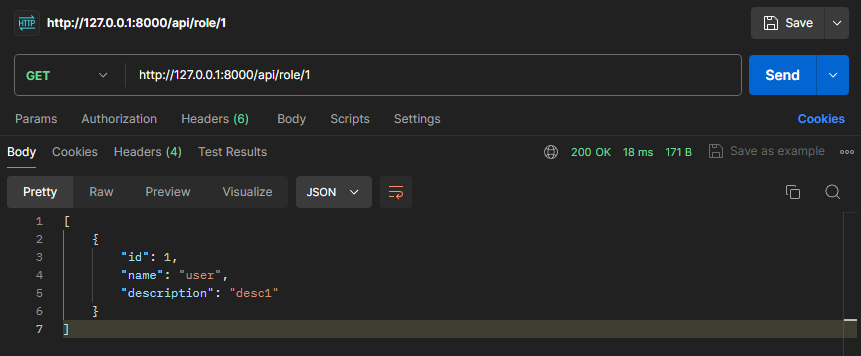 HTTP http://127.0.0.1:8000/api/role/1 Save
GET http://127.0.0.1:8000/api/role/1 Send
Params Authorization Headers (6) Body Scripts Settings Cookies
Body Cookies Headers (4) Test Results 200 OK 18 ms 171 B Save as example
Pretty Raw Preview Visualize JSON
1 [
2 {
3 "id": 1,
4 "name": "user",
5 "description": "desc1"
6 }
7 ]